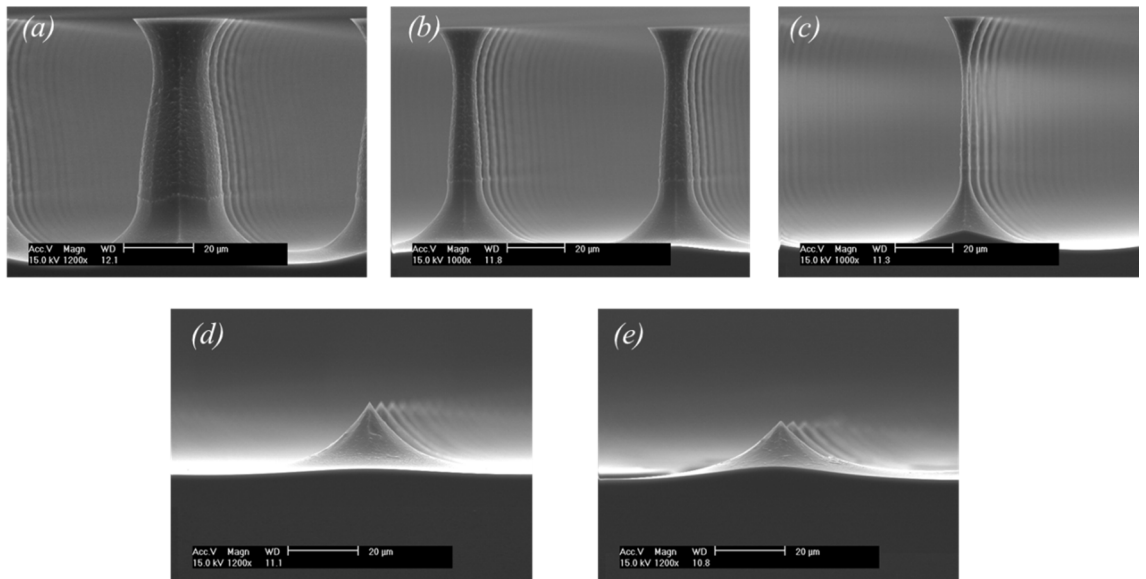 (a)
(b)
(c)
Acc.V Magn WD 20 µm
15.0 kV 1200x 12.1
Acc.V Magn WD 20 µm
15.0 kV 1000x 11.8
Acc.V Magn WD 20 µm
15.0 kV 1000x 11.3
(d)
(e)
Acc.V Magn WD 20 µm
15.0 kV 1200x 11.1
Acc.V Magn WD 20 µm
15.0 kV 1200x 10.8